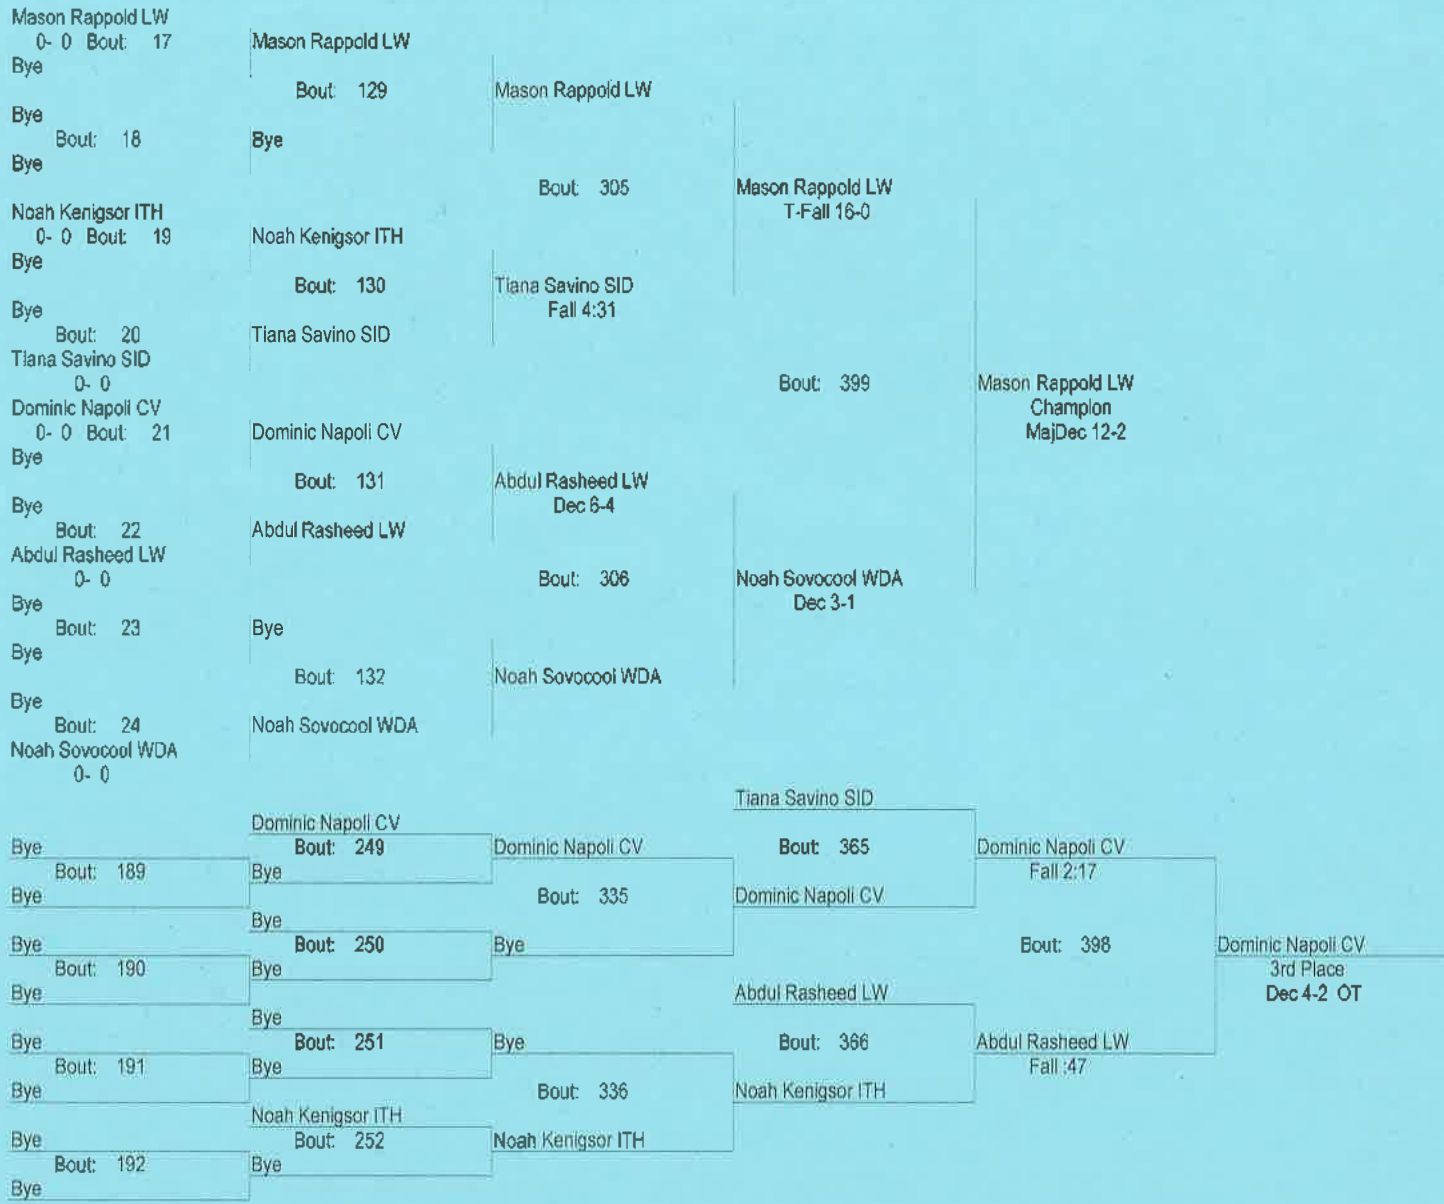 Mason Rappold LW
0- 0 Bout: 17 Mason Rappold LW
Bye
Bout: 129 Mason Rappold LW
Bye
Bout: 18 Bye
Bye
Bout: 305 Mason Rappold LW
T-Fall 16-0
Noah Kenigsor ITH
0- 0 Bout: 19 Noah Kenigsor ITH
Bye
Bout: 130 Tiana Savino SID
Fall 4:31
Bye
Bout: 20 Tiana Savino SID
Tiana Savino SID
0- 0 Bout: 399 Mason Rappold LW
Champion
MajDec 12-2
Dominic Napoli CV
0- 0 Bout: 21 Dominic Napoli CV
Bye
Bout: 131 Abdul Rasheed LW
Dec 6-4
Bye
Bout: 22 Abdul Rasheed LW
Abdul Rasheed LW
0- 0 Bout: 306 Noah Sovocool WDA
Dec 3-1
Bye
Bout: 23 Bye
Bye
Bout: 132 Noah Sovocool WDA
Bye
Bout: 24 Noah Sovocool WDA
Noah Sovocool WDA
0- 0
Tiana Savino SID
Dominic Napoli CV
Bye Bout: 249 Dominic Napoli CV Bout: 365 Dominic Napoli CV
Bout: 189 Bye Fall 2:17
Bye Bout: 335 Dominic Napoli CV
Bye
Bye Bout: 250 Bye Bout: 398 Dominic Napoli CV
Bout: 190 Bye 3rd Place
Bye Abdul Rasheed LW Dec 4-2 OT
Bye
Bye Bout: 251 Bye Bout: 366 Abdul Rasheed LW
Bout: 191 Bye Fall :47
Bye Bout: 336 Noah Kenigsor ITH
Noah Kenigsor ITH
Bye Bout: 252 Noah Kenigsor ITH
Bout: 192 Bye
Bye